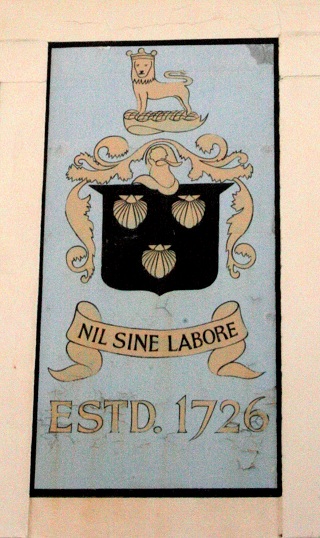 NIL SINE LABORE
ESTD. 1726